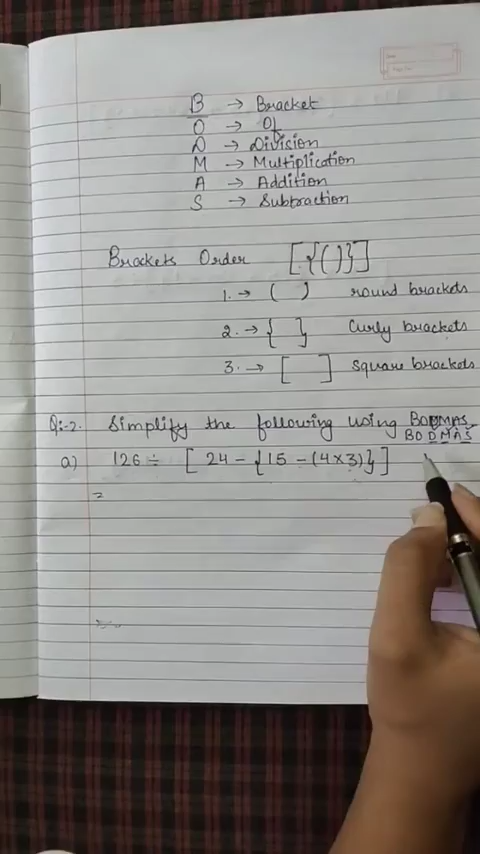 B → Bracket
O → Of
D → Division
M → Multiplication
A → Addition
S → Subtraction
Brackets Order [{()}]
1. → ( ) round brackets
2. → { } Curly brackets
3. → [ ] Square brackets
Q:-2. Simplify the following using BODMAS
BODMAS
a) 126 ÷ [ 24 - {15 - (4×3)} ]
=